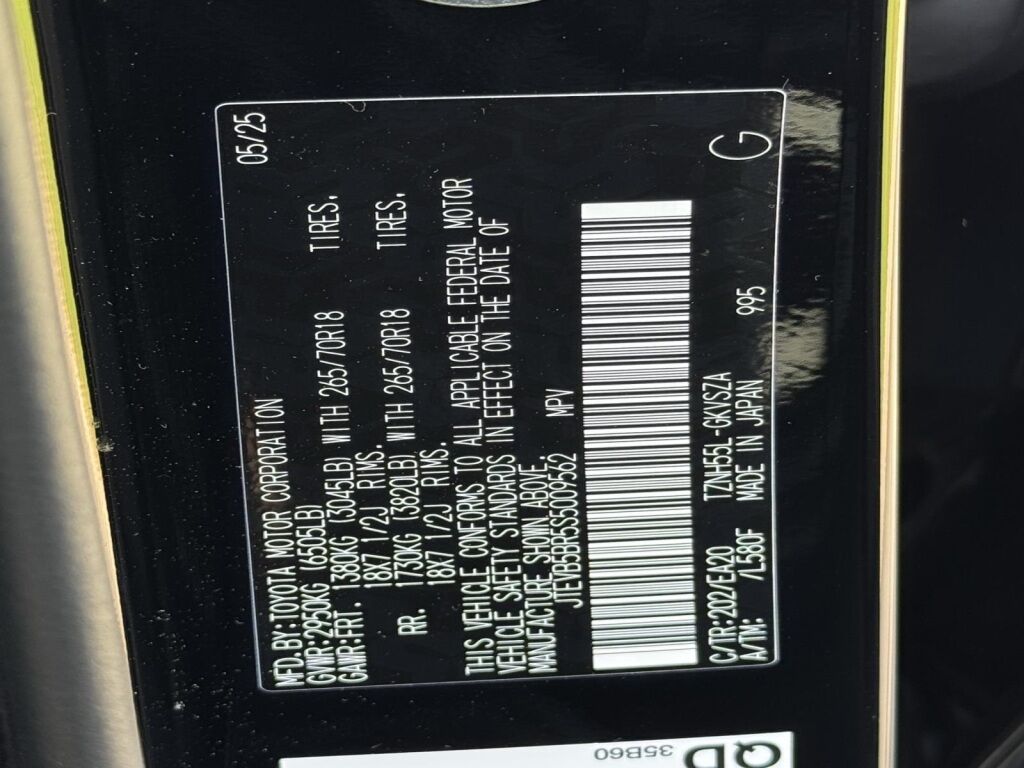 05/25
MFD.BY:TOYOTA MOTOR CORPORATION
GVWR:2950KG (6505LB)
GAWR:FRT. 1380KG (3045LB) WITH 265/70R18 TIRES,
18X7 1/2J RIMS.
RR. 1730KG (3820LB) WITH 265/70R18 TIRES,
18X7 1/2J RIMS.
THIS VEHICLE CONFORMS TO ALL APPLICABLE FEDERAL MOTOR
VEHICLE SAFETY STANDARDS IN EFFECT ON THE DATE OF
MANUFACTURE SHOWN ABOVE.
JTEVB5BR5S5009562 MPV
C/TR:202/EA20 TZNH55L-GKVSZA G
A/TM: /L580F MADE IN JAPAN 995
35B60
QD